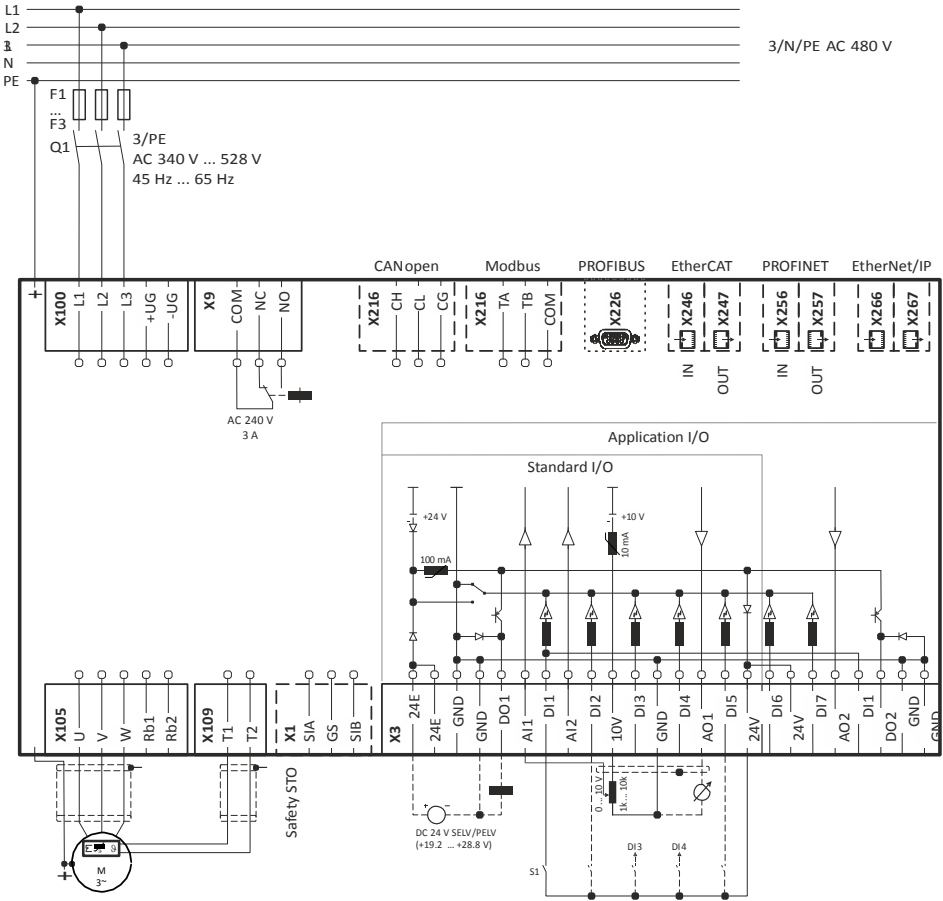 L1
L2
L
3
N
PE
3/N/PE AC 480 V
F1
...
F3
Q1
3/PE
AC 340 V ... 528 V
45 Hz ... 65 Hz
CANopen
Modbus
PROFIBUS
EtherCAT
PROFINET
EtherNet/IP
X100
L1
L2
L3
+UG
-UG
X9
COM
NC
NO
X216
CH
CL
CG
X216
TA
TB
COM
X226
X246
X247
X256
X257
X266
X267
IN
OUT
IN
OUT
AC 240 V
3 A
Application I/O
Standard I/O
+24 V
+10 V
10 mA
100 mA
X105
U
V
W
Rb1
Rb2
X109
T1
T2
X1
SIA
GS
SIB
X3
24E
24E
GND
GND
DO1
AI1
DI1
AI2
DI2
10V
DI3
GND
DI4
AO1
DI5
24V
DI6
24V
DI7
AO2
DI1
DO2
GND
GND
Safety STO
0 ... 10 V
1k ... 10k
+
–
DC 24 V SELV/PELV
(+19.2 ... +28.8 V)
S1
DI3
DI4
ϑ
M
3~